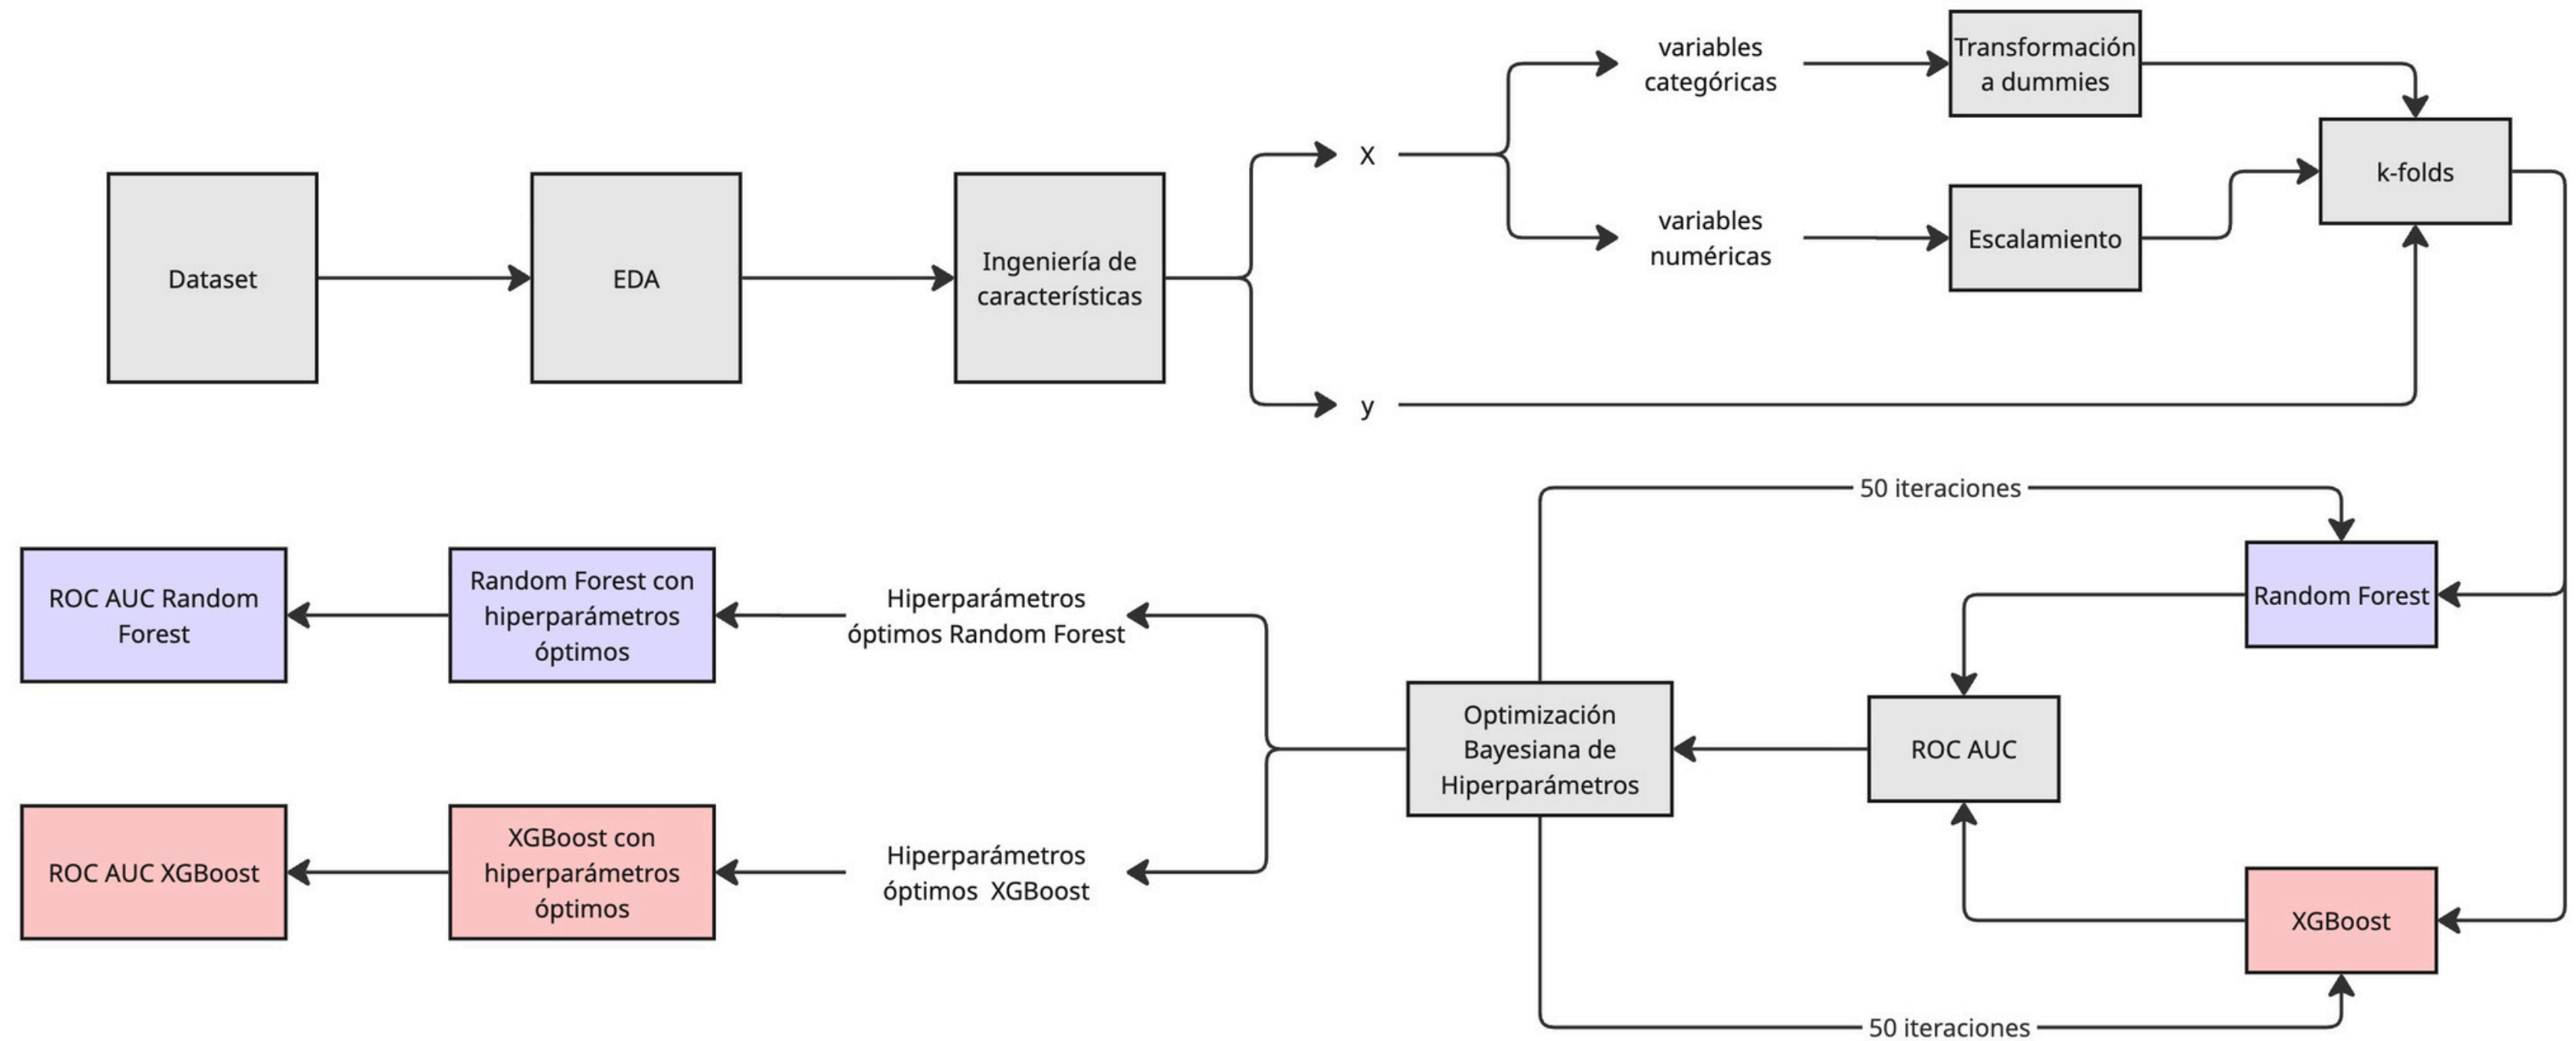 Dataset
EDA
Ingeniería de
características
X
y
variables
categóricas
variables
numéricas
Transformación
a dummies
Escalamiento
k-folds
50 iteraciones
Random Forest
ROC AUC
XGBoost
50 iteraciones
Optimización
Bayesiana de
Hiperparámetros
Hiperparámetros
óptimos Random Forest
Random Forest con
hiperparámetros
óptimos
ROC AUC Random
Forest
Hiperparámetros
óptimos XGBoost
XGBoost con
hiperparámetros
óptimos
ROC AUC XGBoost